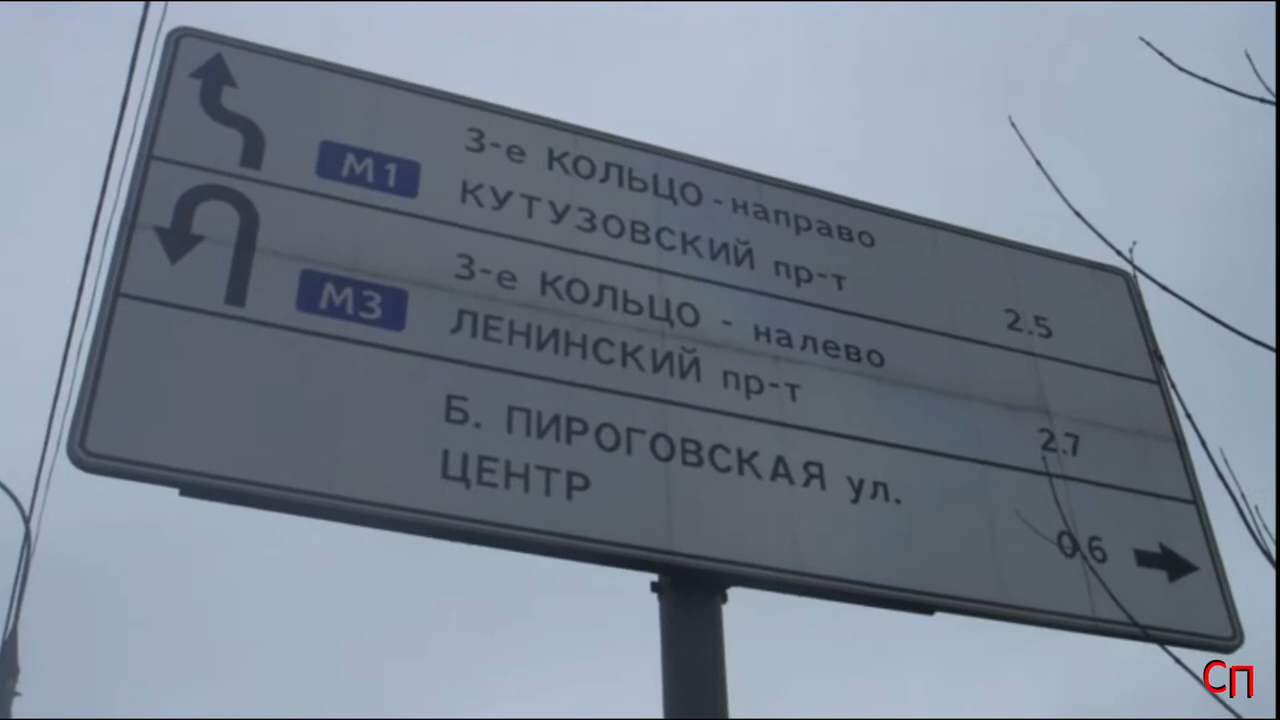 3-е КОЛЬЦО - направо
М1 КУТУЗОВСКИЙ пр-т 2.5
3-е КОЛЬЦО - налево
М3 ЛЕНИНСКИЙ пр-т 2.7
Б. ПИРОГОВСКАЯ ул.
ЦЕНТР 0.6
Сп